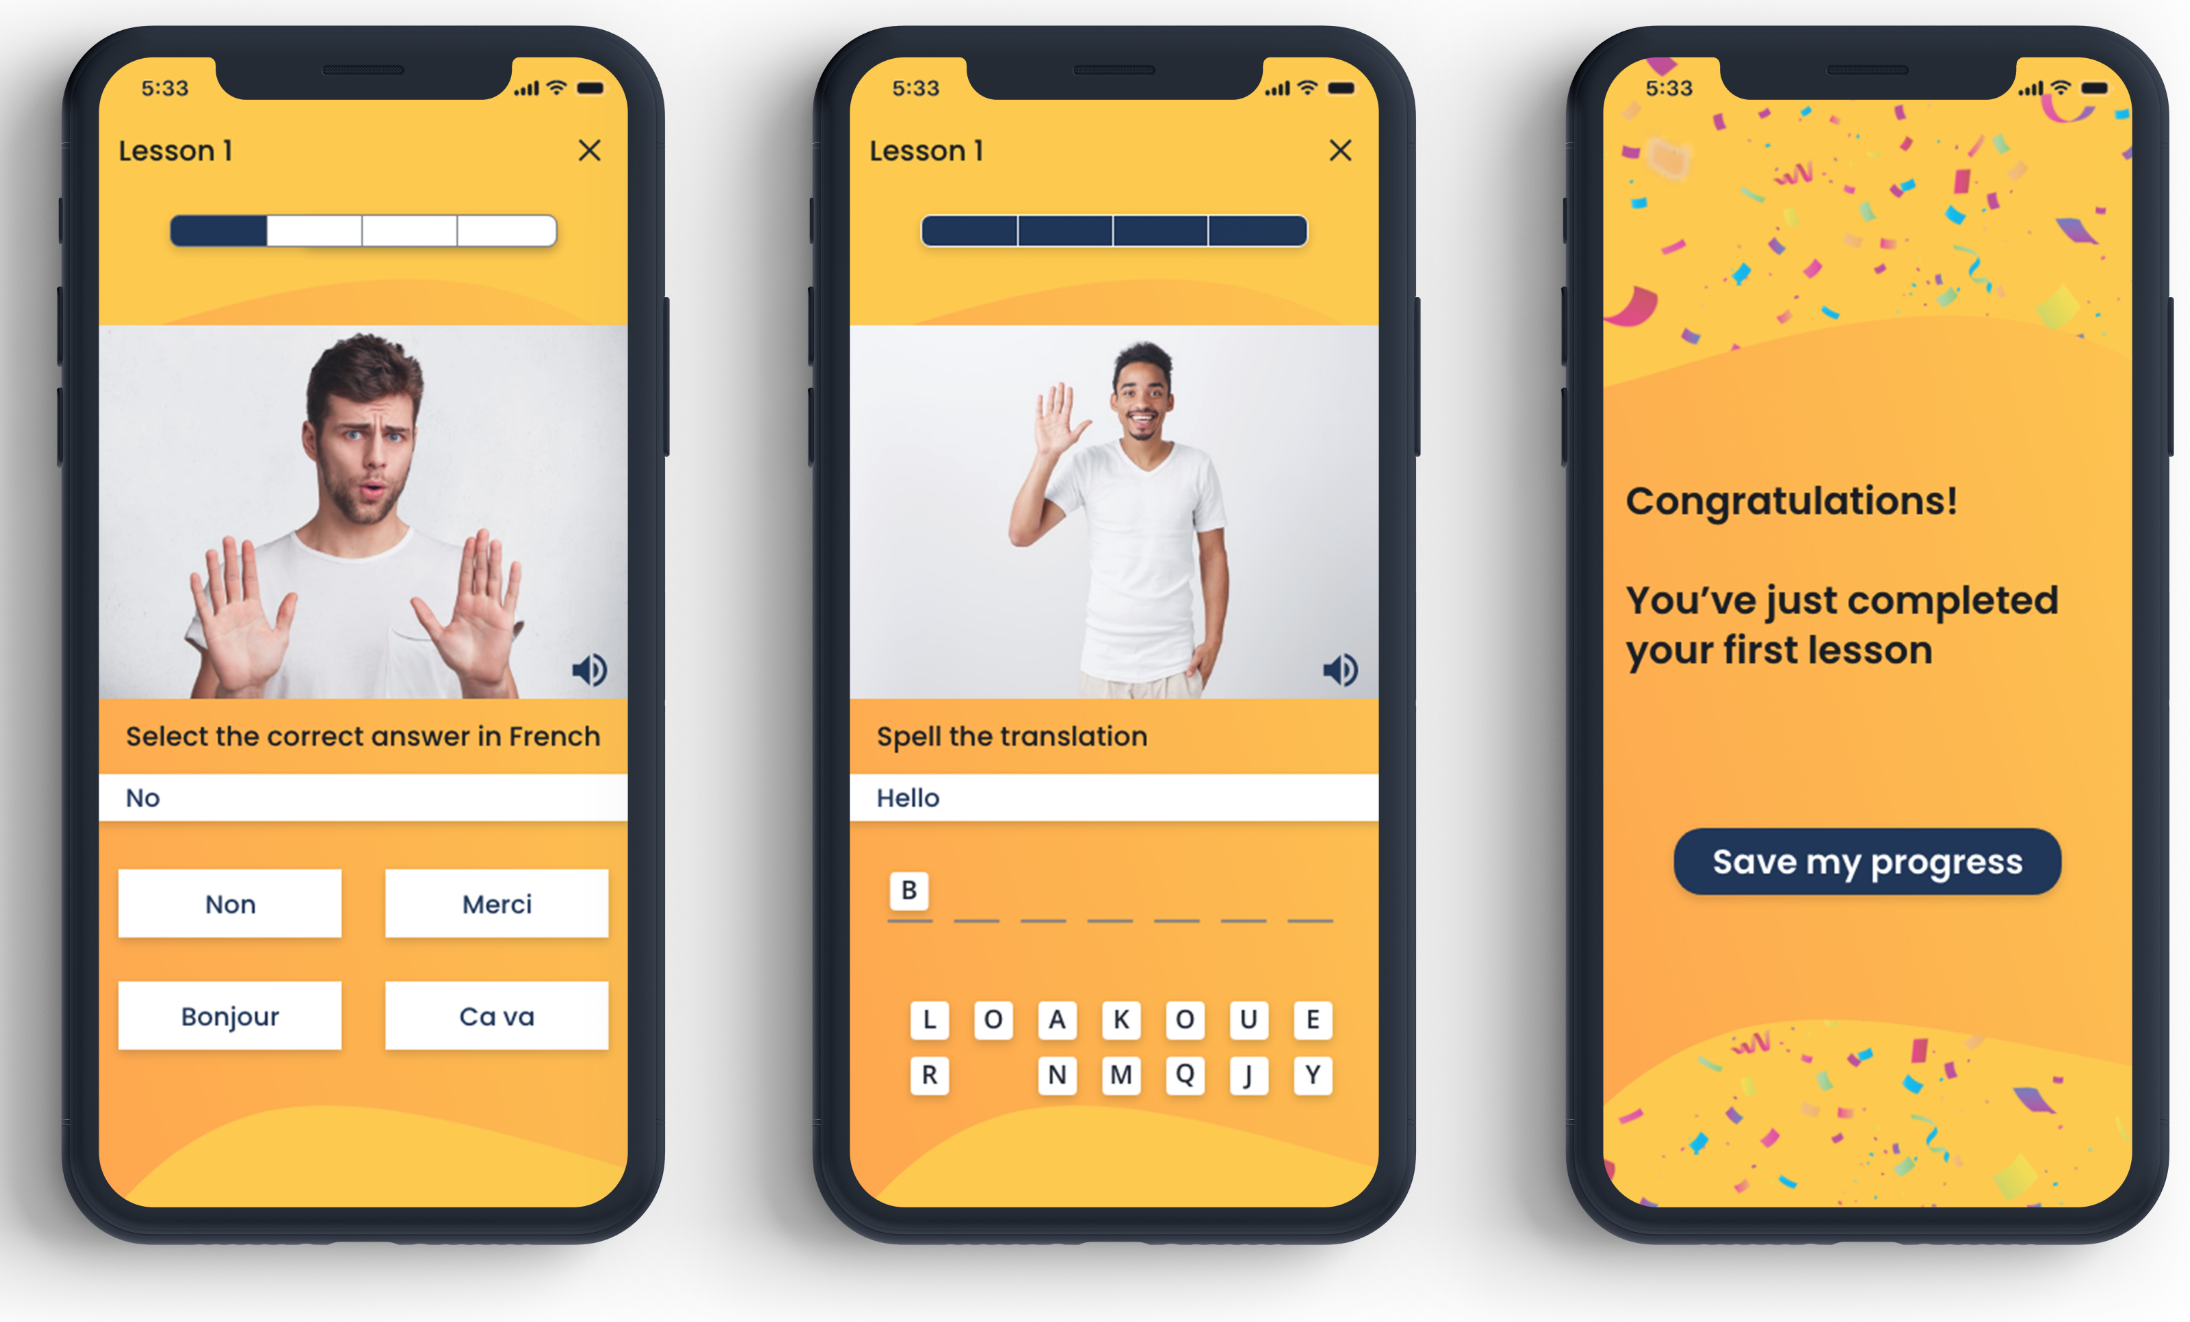 5:33
Lesson 1
Select the correct answer in French
No
Non Merci
Bonjour Ca va
5:33
Lesson 1
Spell the translation
Hello
B
L O A K O U E
R N M Q J Y
5:33
Congratulations!
You’ve just completed
your first lesson
Save my progress